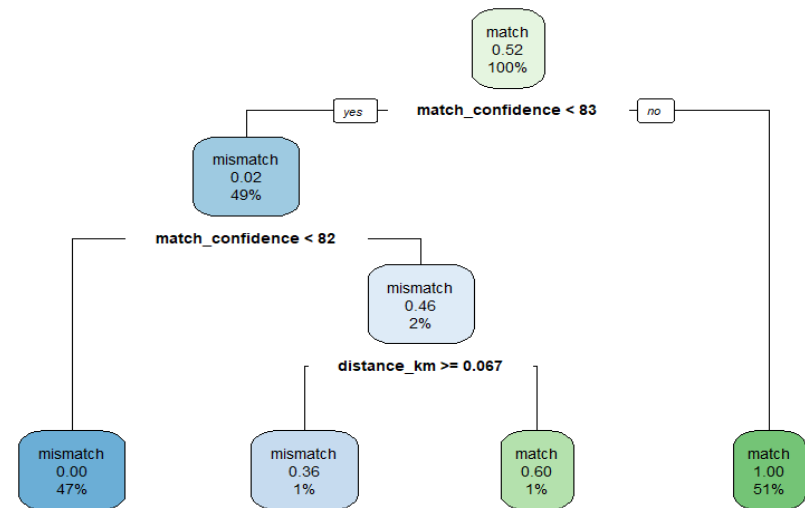 match
0.52
100%
yes
match_confidence < 83
no
mismatch
0.02
49%
match_confidence < 82
mismatch
0.46
2%
distance_km >= 0.067
mismatch
0.00
47%
mismatch
0.36
1%
match
0.60
1%
match
1.00
51%